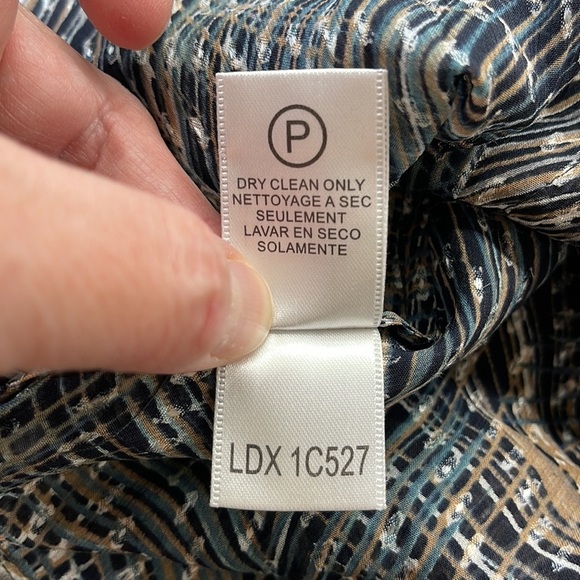 P
DRY CLEAN ONLY
NETTOYAGE A SEC
SEULEMENT
LAVAR EN SECO
SOLAMENTE
LDX 1C527